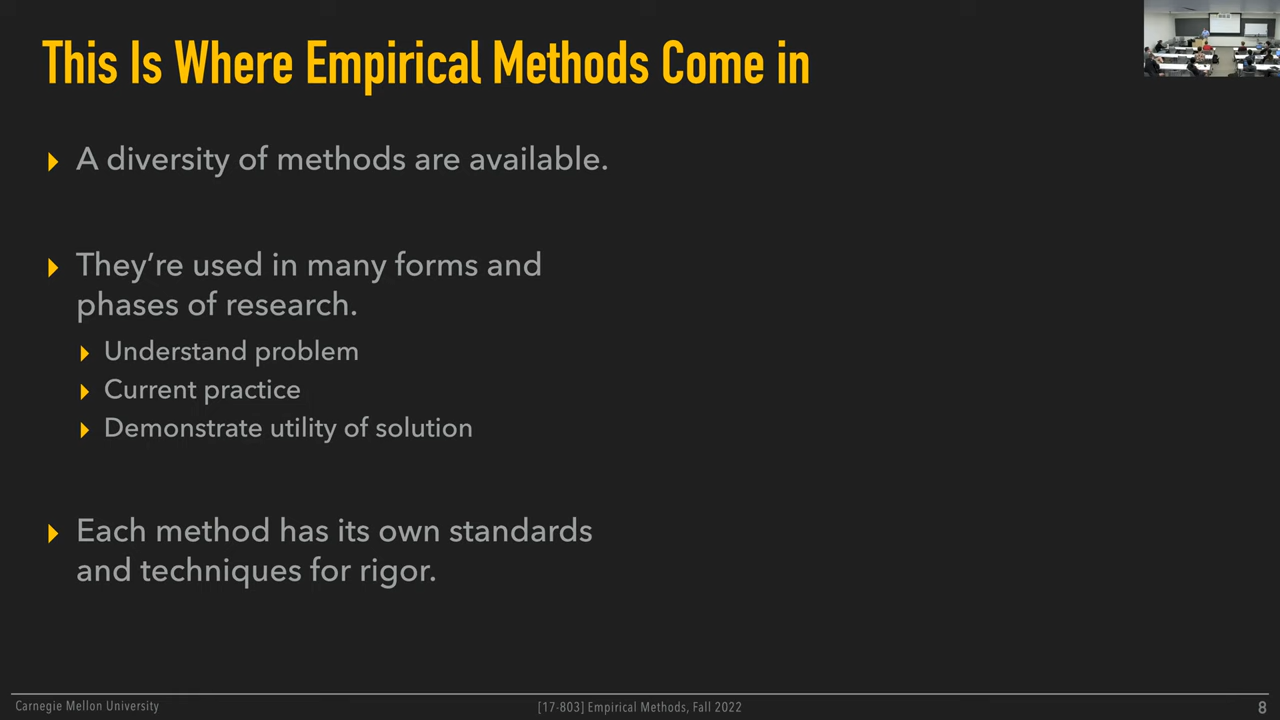 This Is Where Empirical Methods Come in
A diversity of methods are available.
They're used in many forms and
phases of research.
Understand problem
Current practice
Demonstrate utility of solution
Each method has its own standards
and techniques for rigor.
Carnegie Mellon University
[17-803] Empirical Methods, Fall 2022
8